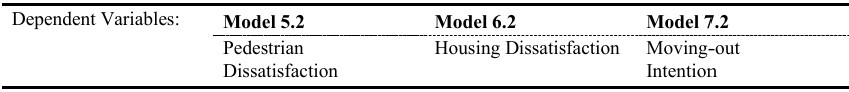 Dependent Variables: Model 5.2 Model 6.2 Model 7.2
Pedestrian Housing Dissatisfaction Moving-out
Dissatisfaction Intention